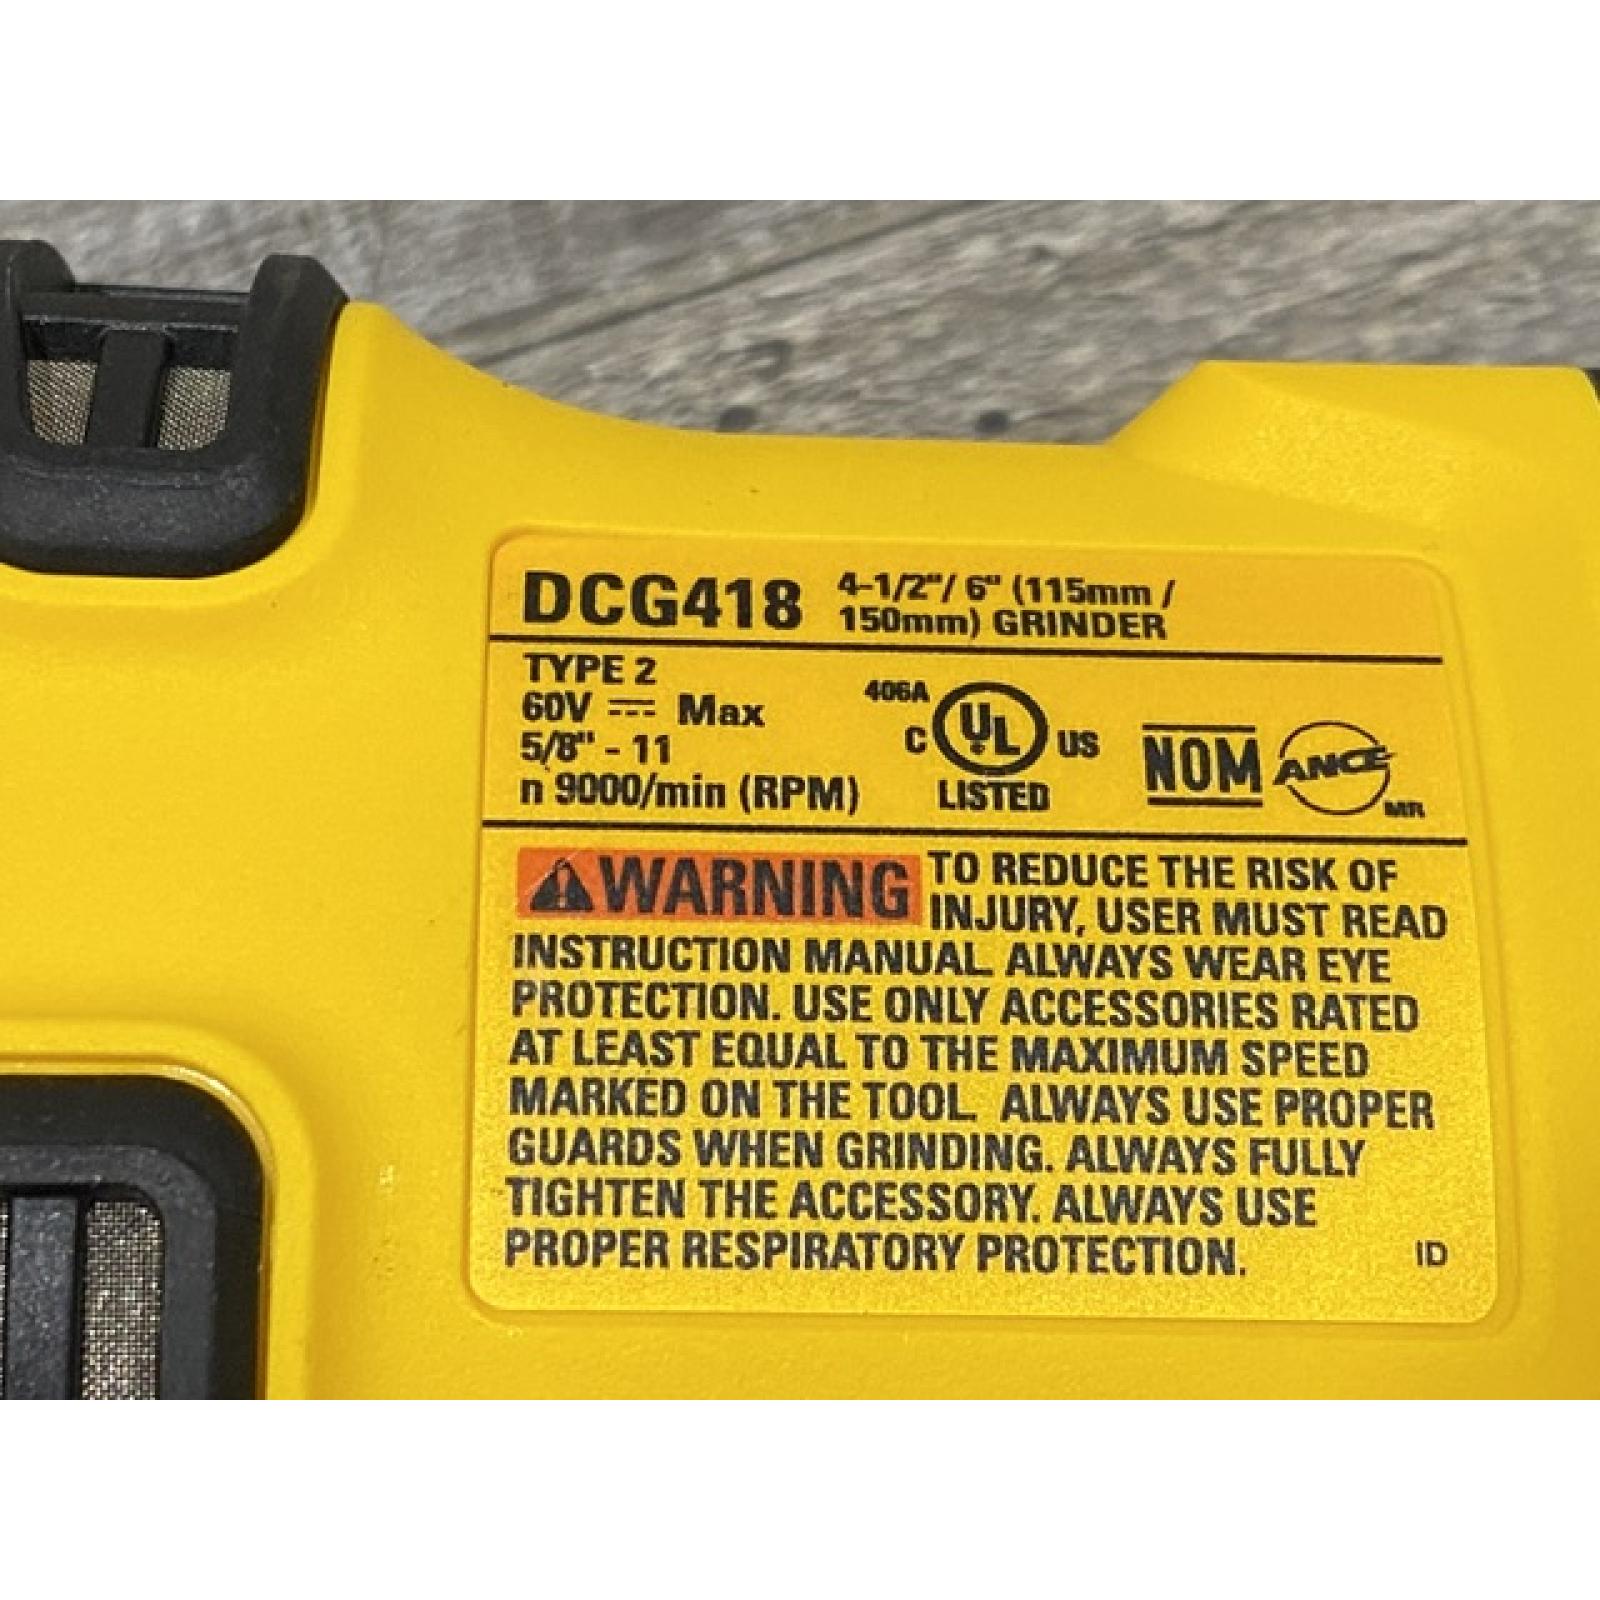 DCG418 4-1/2"/ 6" (115mm /
150mm) GRINDER
TYPE 2
60V ⎓ Max
5/8" - 11
n 9000/min (RPM)
406A
C UL US
LISTED
NOM ANCE MR
WARNING TO REDUCE THE RISK OF
INJURY, USER MUST READ
INSTRUCTION MANUAL. ALWAYS WEAR EYE
PROTECTION. USE ONLY ACCESSORIES RATED
AT LEAST EQUAL TO THE MAXIMUM SPEED
MARKED ON THE TOOL. ALWAYS USE PROPER
GUARDS WHEN GRINDING. ALWAYS FULLY
TIGHTEN THE ACCESSORY. ALWAYS USE
PROPER RESPIRATORY PROTECTION.
ID